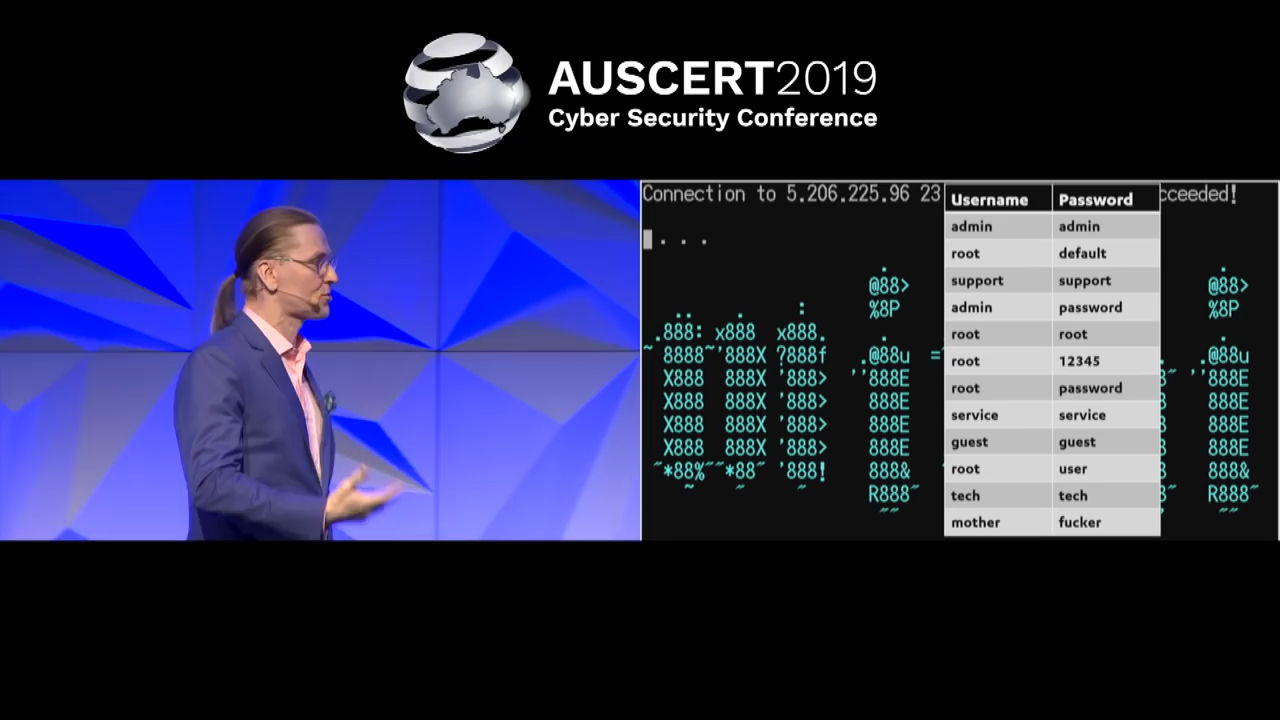 AUSCERT2019
Cyber Security Conference
Connection to 5.206.225.96 23
cceeded!
Username Password
admin admin
root default
support support
admin password
root root
root 12345
root password
service service
guest guest
root user
tech tech
mother fucker